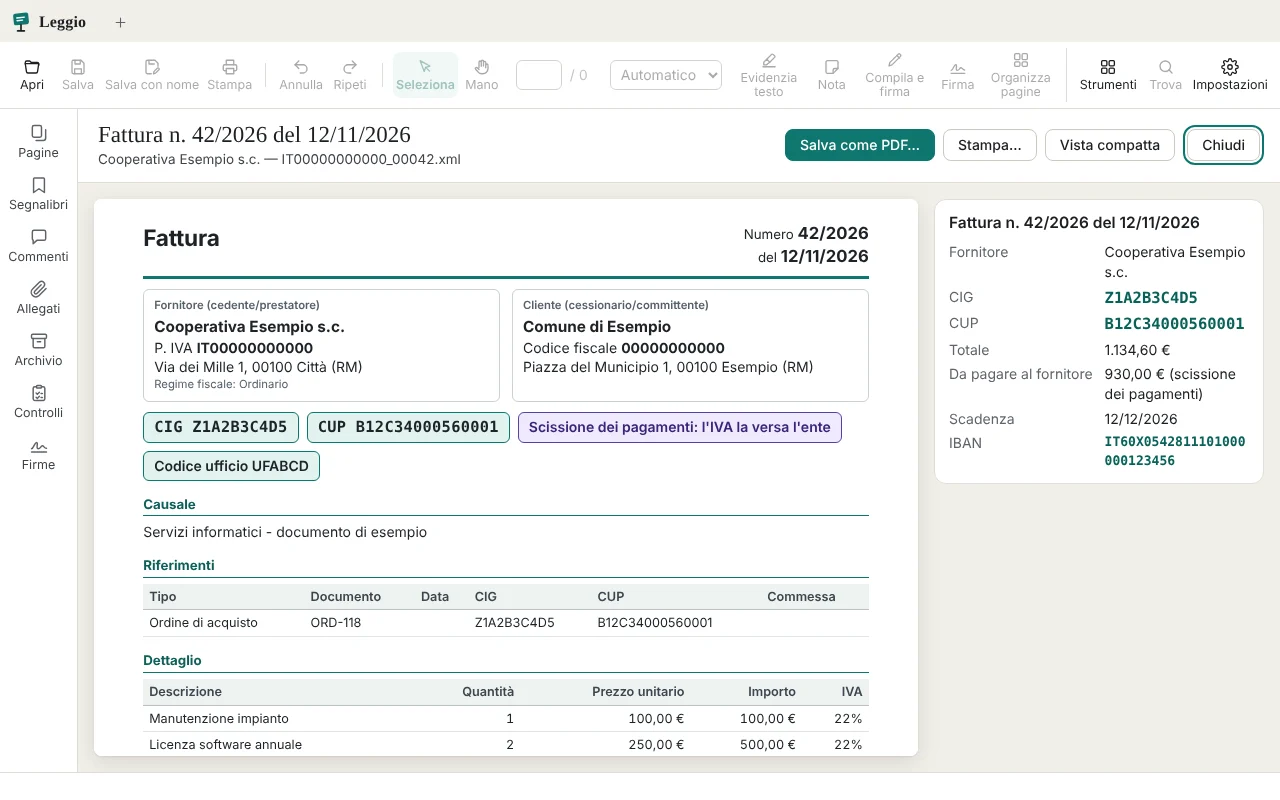 Leggio +
Apri Salva Salva con nome Stampa Annulla Ripeti Seleziona Mano / 0 Automatico Evidenzia testo Nota Compila e firma Firma Organizza pagine Strumenti Trova Impostazioni
Pagine
Segnalibri
Commenti
Allegati
Archivio
Controlli
Firme
Fattura n. 42/2026 del 12/11/2026
Cooperativa Esempio s.c. — IT00000000000_00042.xml
Salva come PDF... Stampa... Vista compatta Chiudi
Fattura
Numero 42/2026
del 12/11/2026
Fornitore (cedente/prestatore)
Cooperativa Esempio s.c.
P. IVA IT00000000000
Via dei Mille 1, 00100 Città (RM)
Regime fiscale: Ordinario
Cliente (cessionario/committente)
Comune di Esempio
Codice fiscale 00000000000
Piazza del Municipio 1, 00100 Esempio (RM)
CIG Z1A2B3C4D5 CUP B12C34000560001 Scissione dei pagamenti: l'IVA la versa l'ente
Codice ufficio UFABCD
Causale
Servizi informatici - documento di esempio
Riferimenti
Tipo Documento Data CIG CUP Commessa
Ordine di acquisto ORD-118 Z1A2B3C4D5 B12C34000560001
Dettaglio
Descrizione Quantità Prezzo unitario Importo IVA
Manutenzione impianto 1 100,00 € 100,00 € 22%
Licenza software annuale 2 250,00 € 500,00 € 22%
Fattura n. 42/2026 del 12/11/2026
Fornitore Cooperativa Esempio
s.c.
CIG Z1A2B3C4D5
CUP B12C34000560001
Totale 1.134,60 €
Da pagare al fornitore 930,00 € (scissione
dei pagamenti)
Scadenza 12/12/2026
IBAN IT60X0542811101000
000123456